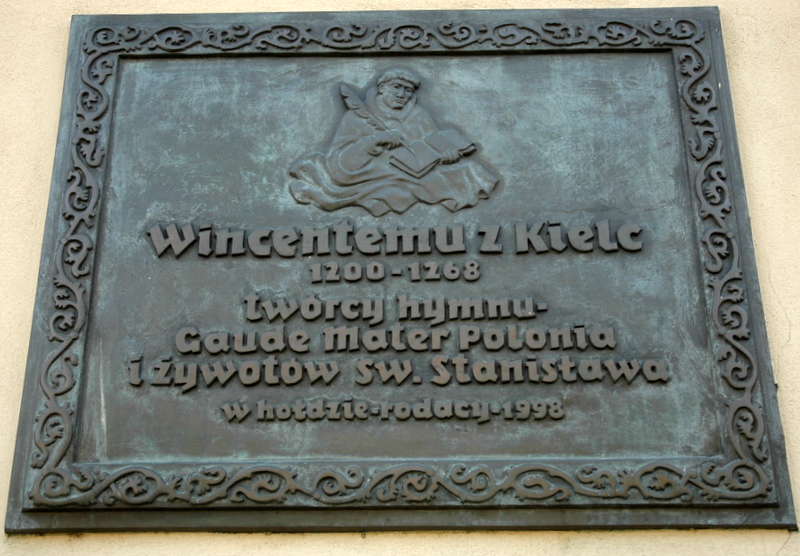 Wincentemu z Kielc
1200-1268
twórcy hymnu-
Gaude Mater Polonia
i żywotów św. Stanisława
w hołdzie-rodacy-1998